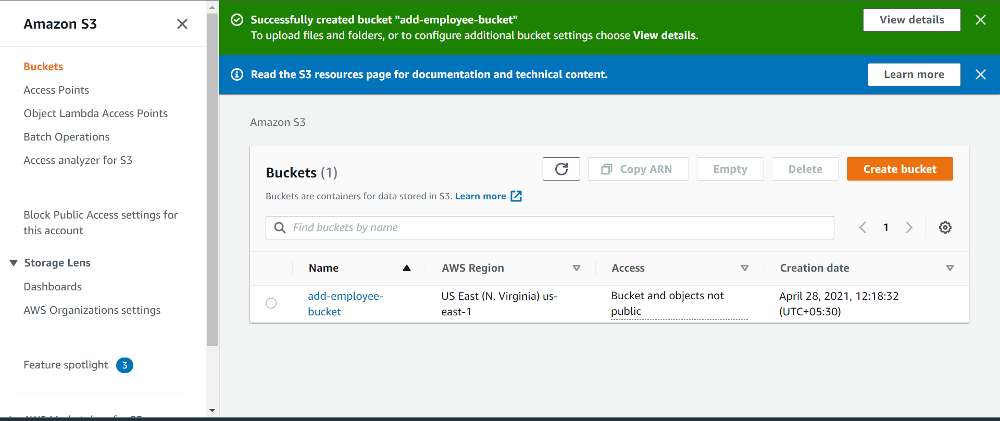 Amazon S3
Buckets
Access Points
Object Lambda Access Points
Batch Operations
Access analyzer for S3
Block Public Access settings for
this account
Storage Lens
Dashboards
AWS Organizations settings
Feature spotlight 3
Successfully created bucket "add-employee-bucket"
To upload files and folders, or to configure additional bucket settings choose View details.
View details
Read the S3 resources page for documentation and technical content.
Learn more
Amazon S3
Buckets (1)
Copy ARN
Empty
Delete
Create bucket
Buckets are containers for data stored in S3. Learn more
Find buckets by name
1
Name AWS Region Access Creation date
add-employee-
bucket
US East (N. Virginia) us-
east-1
Bucket and objects not
public
April 28, 2021, 12:18:32
(UTC+05:30)